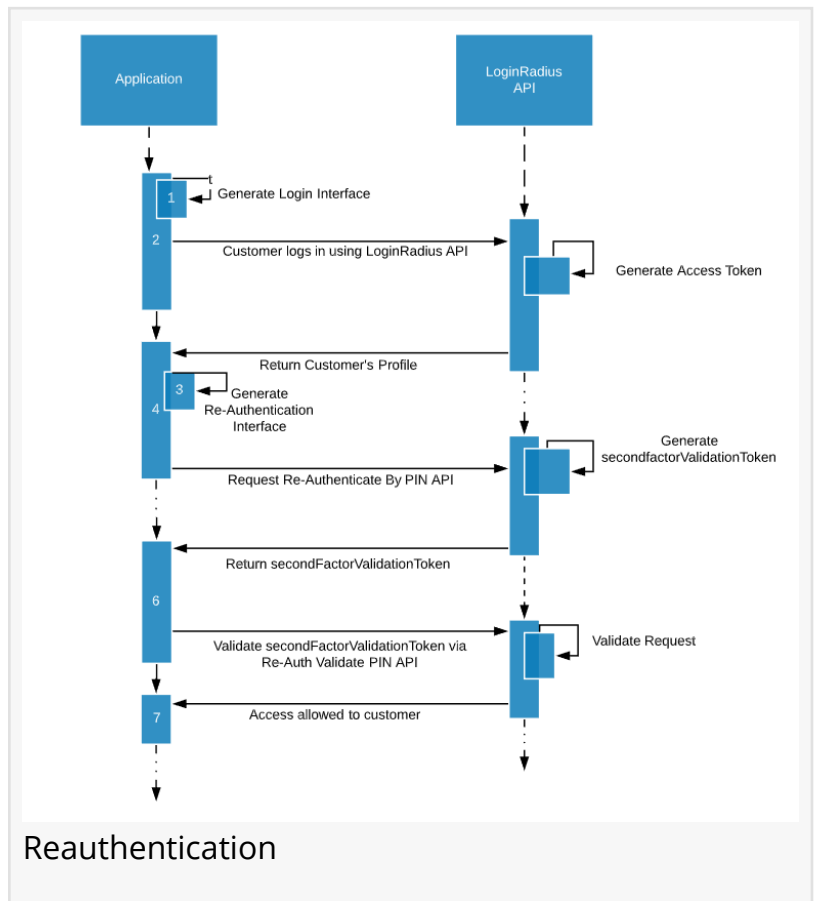 Application
LoginRadius
API
t
1
Generate Login Interface
2
Customer logs in using LoginRadius API
Generate Access Token
Return Customer's Profile
3
Generate
Re-Authentication
Interface
4
Generate
secondfactorValidationToken
Request Re-Authenticate By PIN API
Return secondFactorValidationToken
6
Validate secondFactorValidationToken via
Re-Auth Validate PIN API
Validate Request
7
Access allowed to customer
Reauthentication